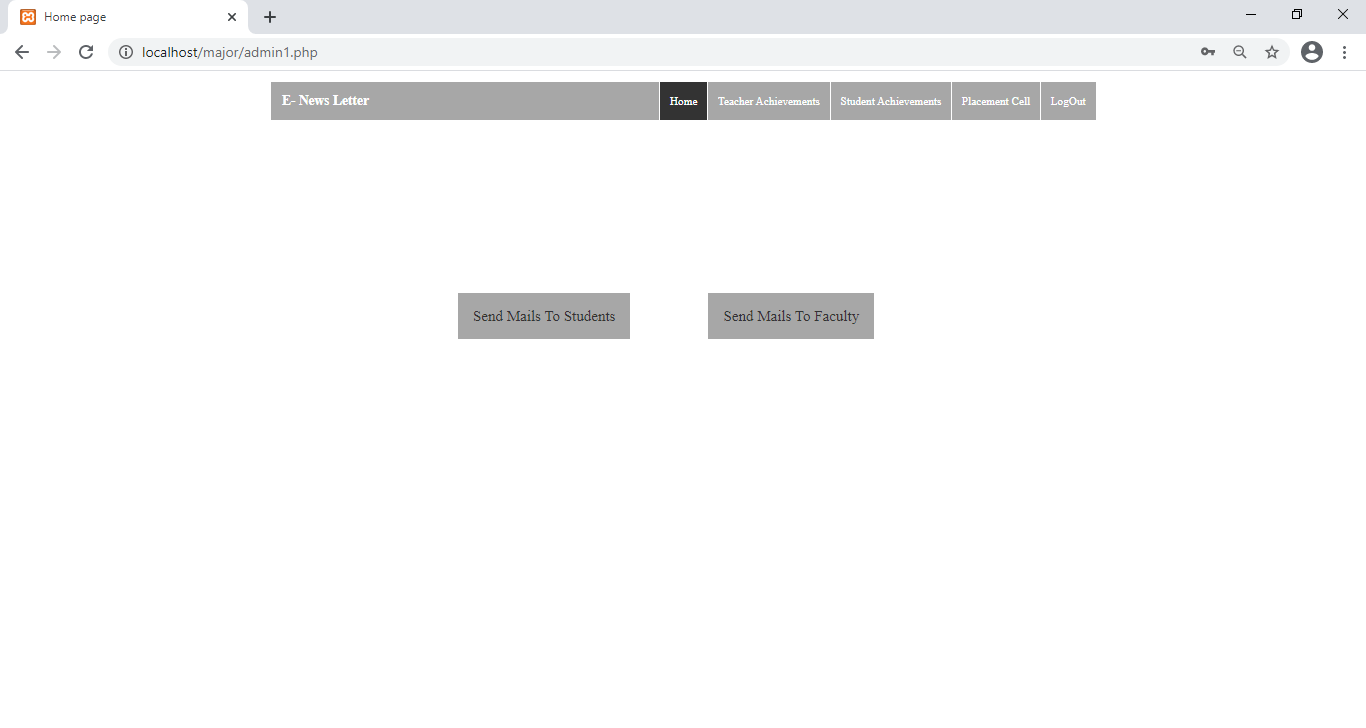 Home page
localhost/major/admin1.php
E- News Letter Home Teacher Achievements Student Achievements Placement Cell LogOut
Send Mails To Students Send Mails To Faculty